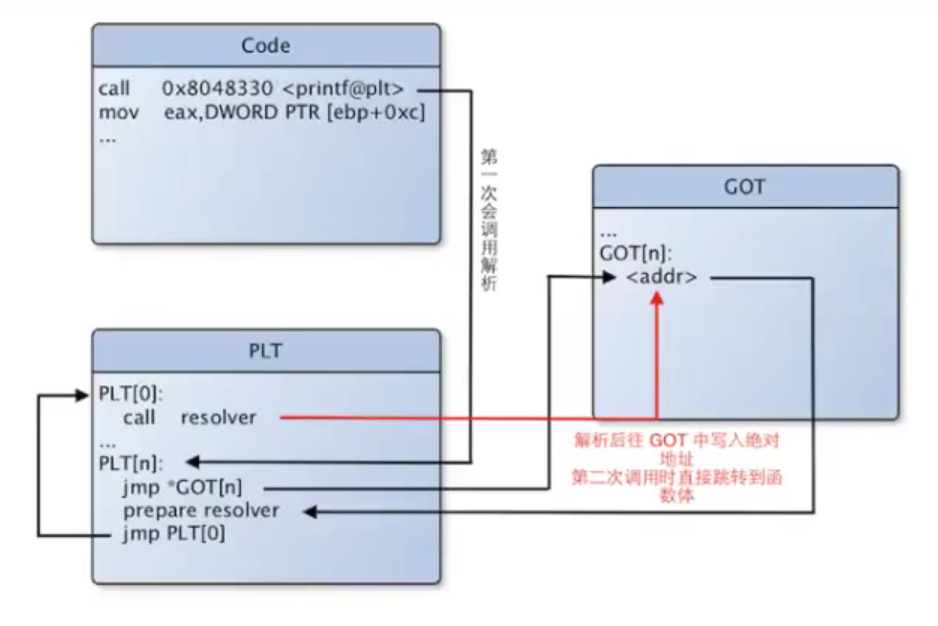 Code
call 0x8048330 <printf@plt>
mov eax,DWORD PTR [ebp+0xc]
...
第一次会调用解析
GOT
...
GOT[n]:
<addr>
PLT
PLT[0]:
call resolver
...
PLT[n]:
jmp *GOT[n]
prepare resolver
jmp PLT[0]
解析后往 GOT 中写入绝对
地址
第二次调用时直接跳转到函
数体